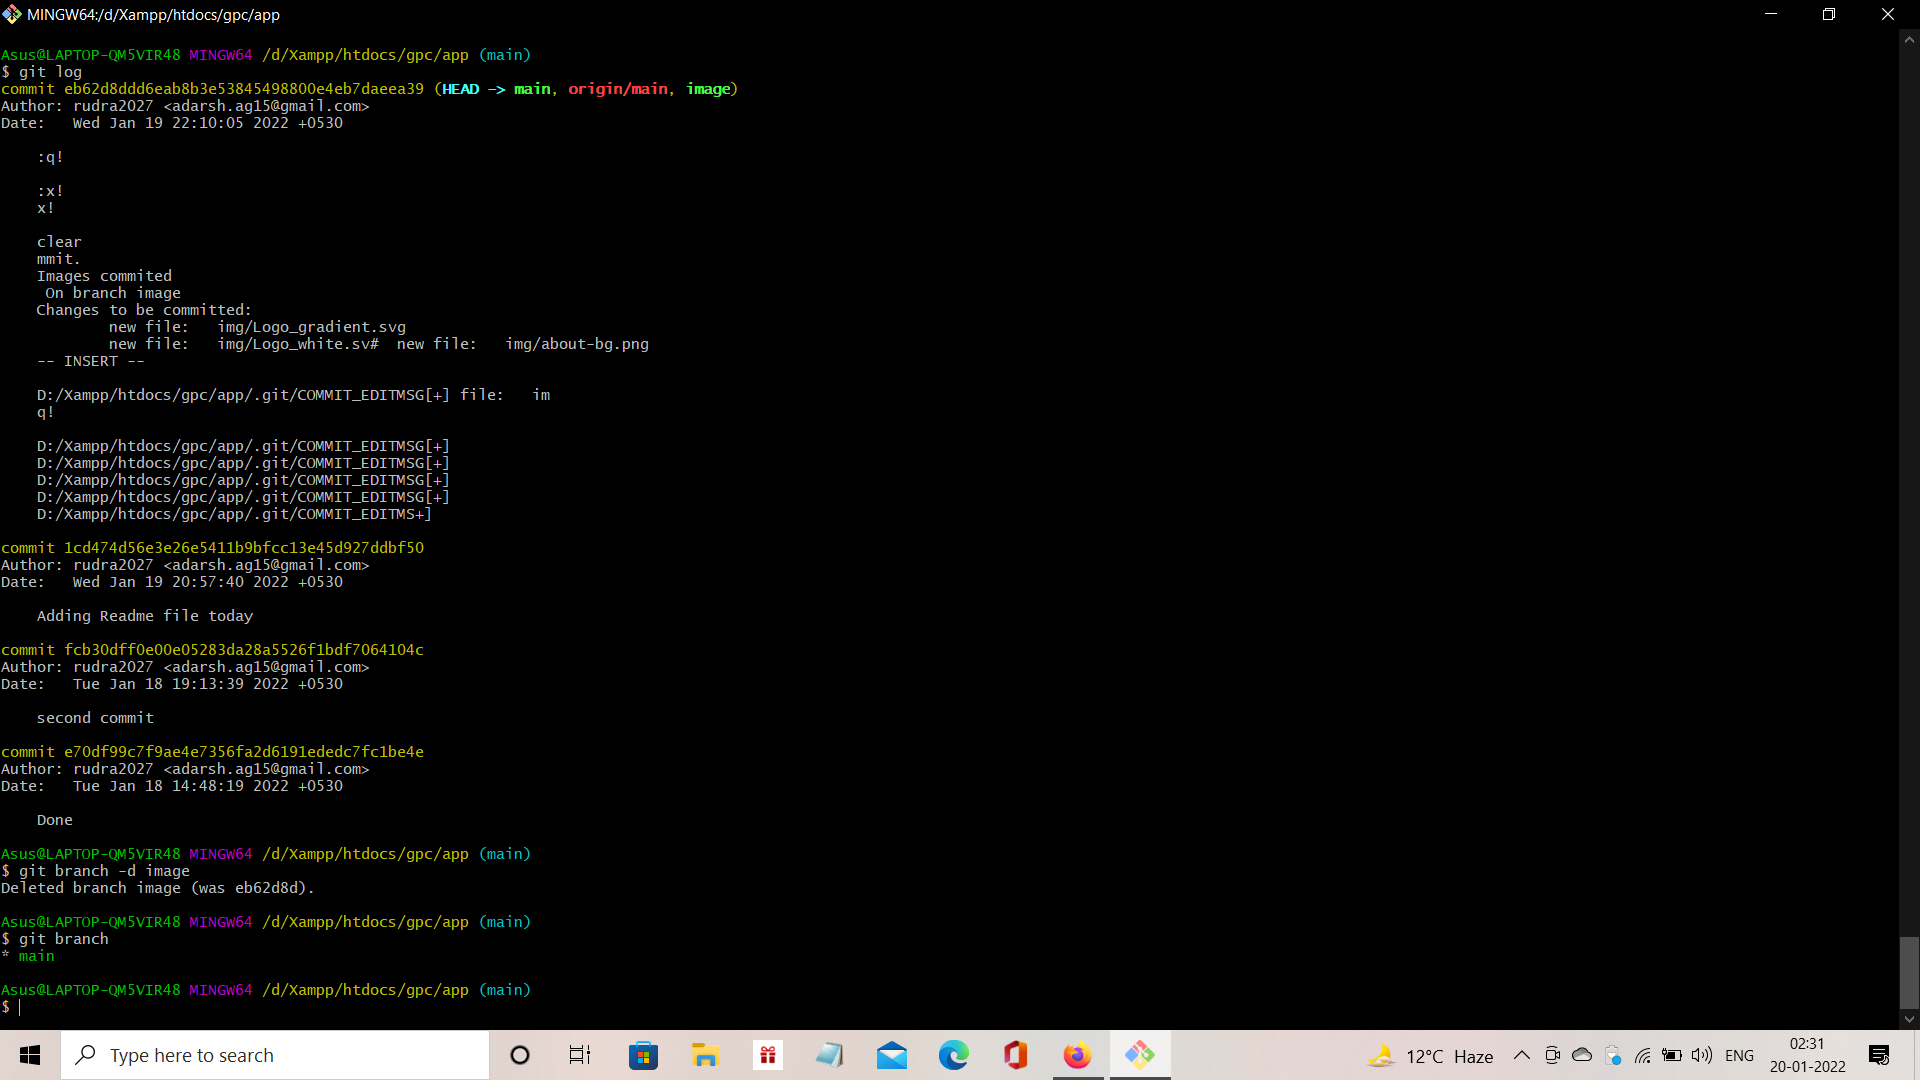 MINGW64:/d/Xampp/htdocs/gpc/app
Asus@LAPTOP-QM5VIR48 MINGW64 /d/Xampp/htdocs/gpc/app (main)
$ git log
commit eb62d8ddd6eab8b3e53845498800e4eb7daeea39 (HEAD -> main, origin/main, image)
Author: rudra2027 <adarsh.ag15@gmail.com>
Date:   Wed Jan 19 22:10:05 2022 +0530
:q!
:x!
x!
clear
mmit.
Images commited
On branch image
Changes to be committed:
new file:   img/Logo_gradient.svg
new file:   img/Logo_white.sv#  new file:   img/about-bg.png
-- INSERT --
D:/Xampp/htdocs/gpc/app/.git/COMMIT_EDITMSG[+] file:   im
q!
D:/Xampp/htdocs/gpc/app/.git/COMMIT_EDITMSG[+]
D:/Xampp/htdocs/gpc/app/.git/COMMIT_EDITMSG[+]
D:/Xampp/htdocs/gpc/app/.git/COMMIT_EDITMSG[+]
D:/Xampp/htdocs/gpc/app/.git/COMMIT_EDITMSG[+]
D:/Xampp/htdocs/gpc/app/.git/COMMIT_EDITMS+]
commit 1cd474d56e3e26e5411b9bfcc13e45d927ddbf50
Author: rudra2027 <adarsh.ag15@gmail.com>
Date:   Wed Jan 19 20:57:40 2022 +0530
Adding Readme file today
commit fcb30dff0e00e05283da28a5526f1bdf7064104c
Author: rudra2027 <adarsh.ag15@gmail.com>
Date:   Tue Jan 18 19:13:39 2022 +0530
second commit
commit e70df99c7f9ae4e7356fa2d6191ededc7fc1be4e
Author: rudra2027 <adarsh.ag15@gmail.com>
Date:   Tue Jan 18 14:48:19 2022 +0530
Done
Asus@LAPTOP-QM5VIR48 MINGW64 /d/Xampp/htdocs/gpc/app (main)
$ git branch -d image
Deleted branch image (was eb62d8d).
Asus@LAPTOP-QM5VIR48 MINGW64 /d/Xampp/htdocs/gpc/app (main)
$ git branch
* main
Asus@LAPTOP-QM5VIR48 MINGW64 /d/Xampp/htdocs/gpc/app (main)
$
Type here to search
12°C Haze
ENG
02:31
20-01-2022